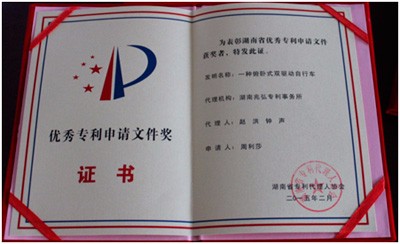 优秀专利申请文件奖
证书
为表彰湖南省优秀专利申请文件
获奖者，特发此证。
发明名称：一种俯卧式双驱动自行车
代理机构：湖南兆弘专利事务所
代理人：赵洪 钟声
申请人：周利莎
湖南省专利代理人协会
二〇一五年二月